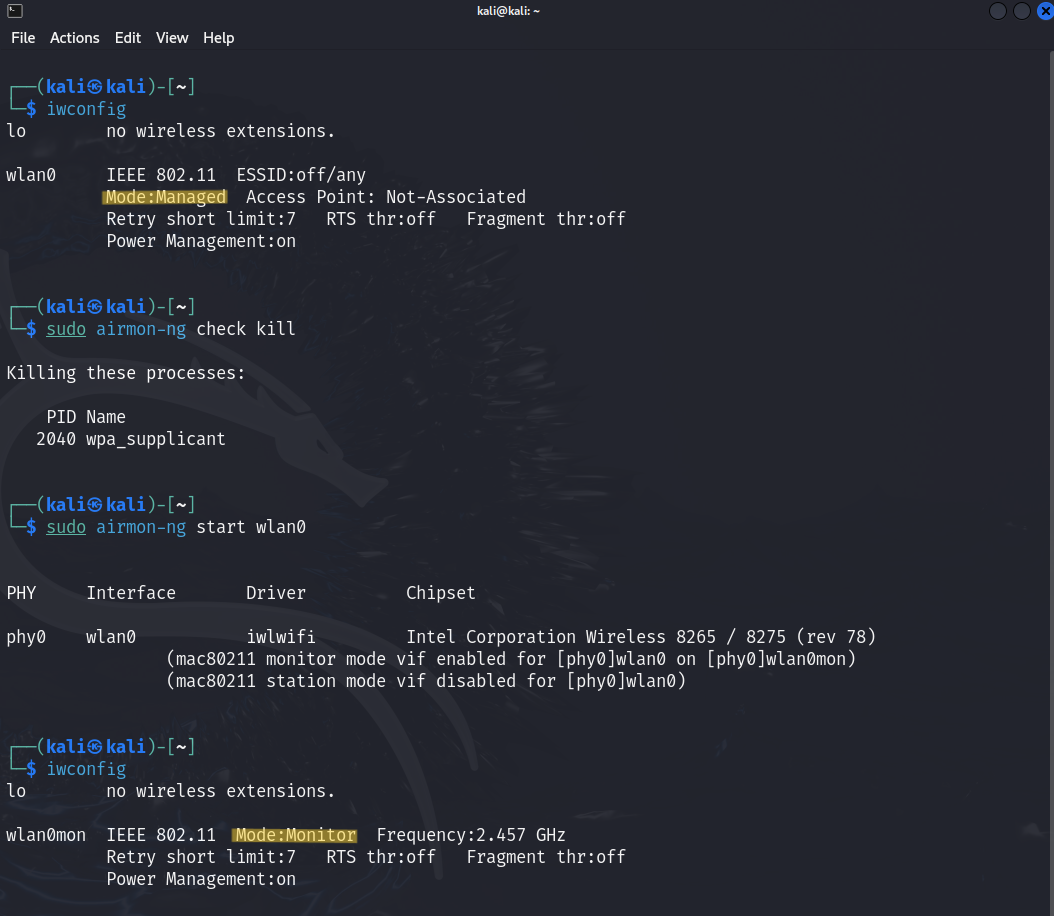 kali@kali: ~
File Actions Edit View Help
┌──(kali㉿kali)-[~]
└─$ iwconfig
lo        no wireless extensions.
wlan0     IEEE 802.11  ESSID:off/any
          Mode:Managed  Access Point: Not-Associated
          Retry short limit:7   RTS thr:off   Fragment thr:off
          Power Management:on
┌──(kali㉿kali)-[~]
└─$ sudo airmon-ng check kill
Killing these processes:
    PID Name
   2040 wpa_supplicant
┌──(kali㉿kali)-[~]
└─$ sudo airmon-ng start wlan0
PHY     Interface       Driver          Chipset
phy0    wlan0           iwlwifi         Intel Corporation Wireless 8265 / 8275 (rev 78)
                (mac80211 monitor mode vif enabled for [phy0]wlan0 on [phy0]wlan0mon)
                (mac80211 station mode vif disabled for [phy0]wlan0)
┌──(kali㉿kali)-[~]
└─$ iwconfig
lo        no wireless extensions.
wlan0mon  IEEE 802.11  Mode:Monitor  Frequency:2.457 GHz
          Retry short limit:7   RTS thr:off   Fragment thr:off
          Power Management:on